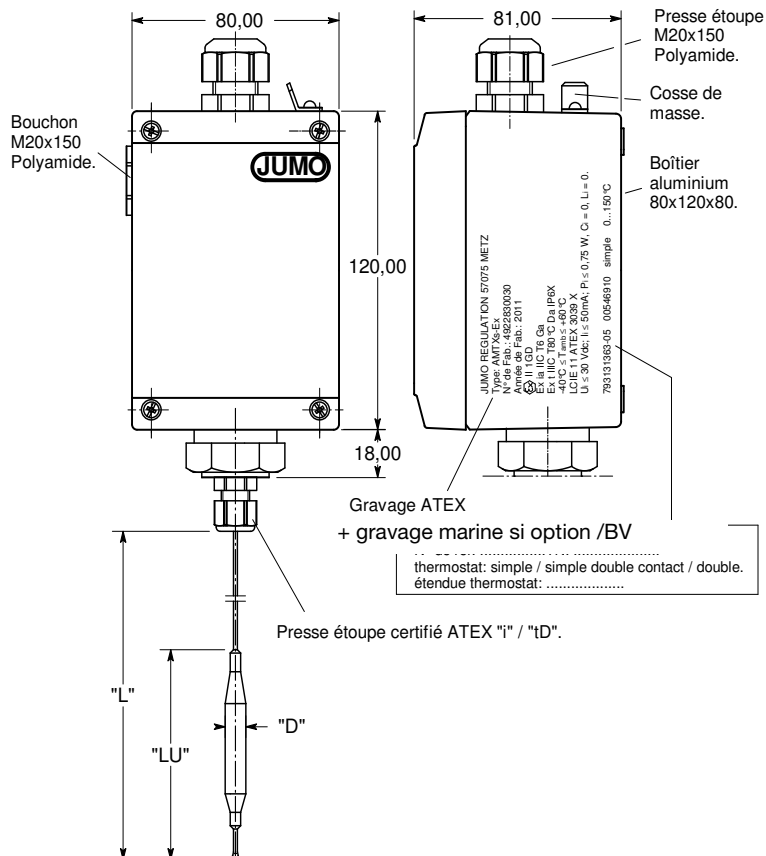 80,00
81,00
Presse étoupe
M20x150
Polyamide.
Cosse de
masse.
Bouchon
M20x150
Polyamide.
JUMO
Boîtier
aluminium
80x120x80.
120,00
JUMO REGULATION 57075 METZ
Type: AMTXs-Ex
N° de Fab.: 4922830030
Année de Fab.: 2011
Ex II 1GD
Ex ia IIC T6 Ga
Ex t IIIC T80°C Da IP6X
-40°C ≤ Tamb ≤ +60°C
LCIE 11 ATEX 3039 X
Ui ≤ 30 Vdc; Ii ≤ 50mA; Pi ≤ 0,75 W, Ci = 0, Li = 0.
793131363-05 00546910 simple 0...150°C
18,00
Gravage ATEX
+ gravage marine si option /BV
thermostat: simple / simple double contact / double.
étendue thermostat: ...................
Presse étoupe certifié ATEX "i" / "tD".
"L"
"D"
"LU"